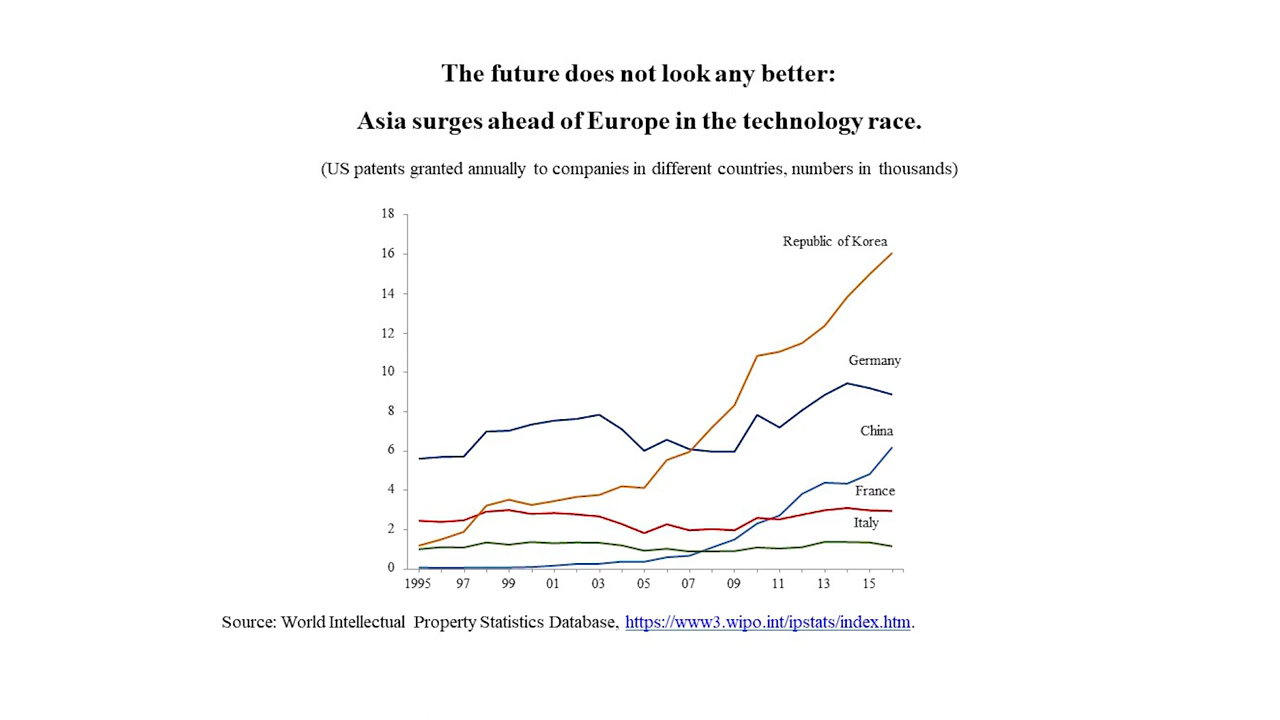 The future does not look any better:
Asia surges ahead of Europe in the technology race.
(US patents granted annually to companies in different countries, numbers in thousands)
18
16
14
12
10
8
6
4
2
0
Republic of Korea
Germany
China
France
Italy
1995 97 99 01 03 05 07 09 11 13 15
Source: World Intellectual Property Statistics Database, https://www3.wipo.int/ipstats/index.htm.